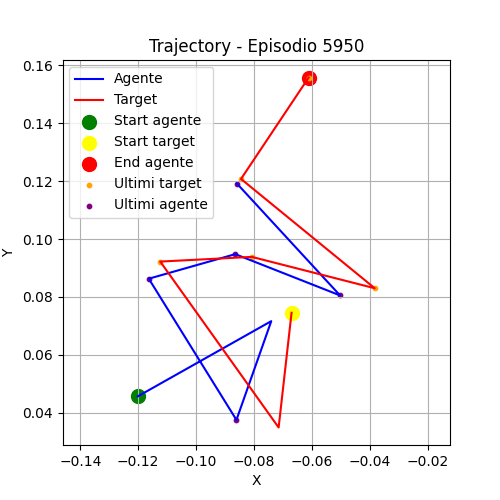 Trajectory - Episodio 5950
Agente
Target
Start agente
Start target
End agente
Ultimi target
Ultimi agente
Y
0.16
0.14
0.12
0.10
0.08
0.06
0.04
−0.14 −0.12 −0.10 −0.08 −0.06 −0.04 −0.02
X